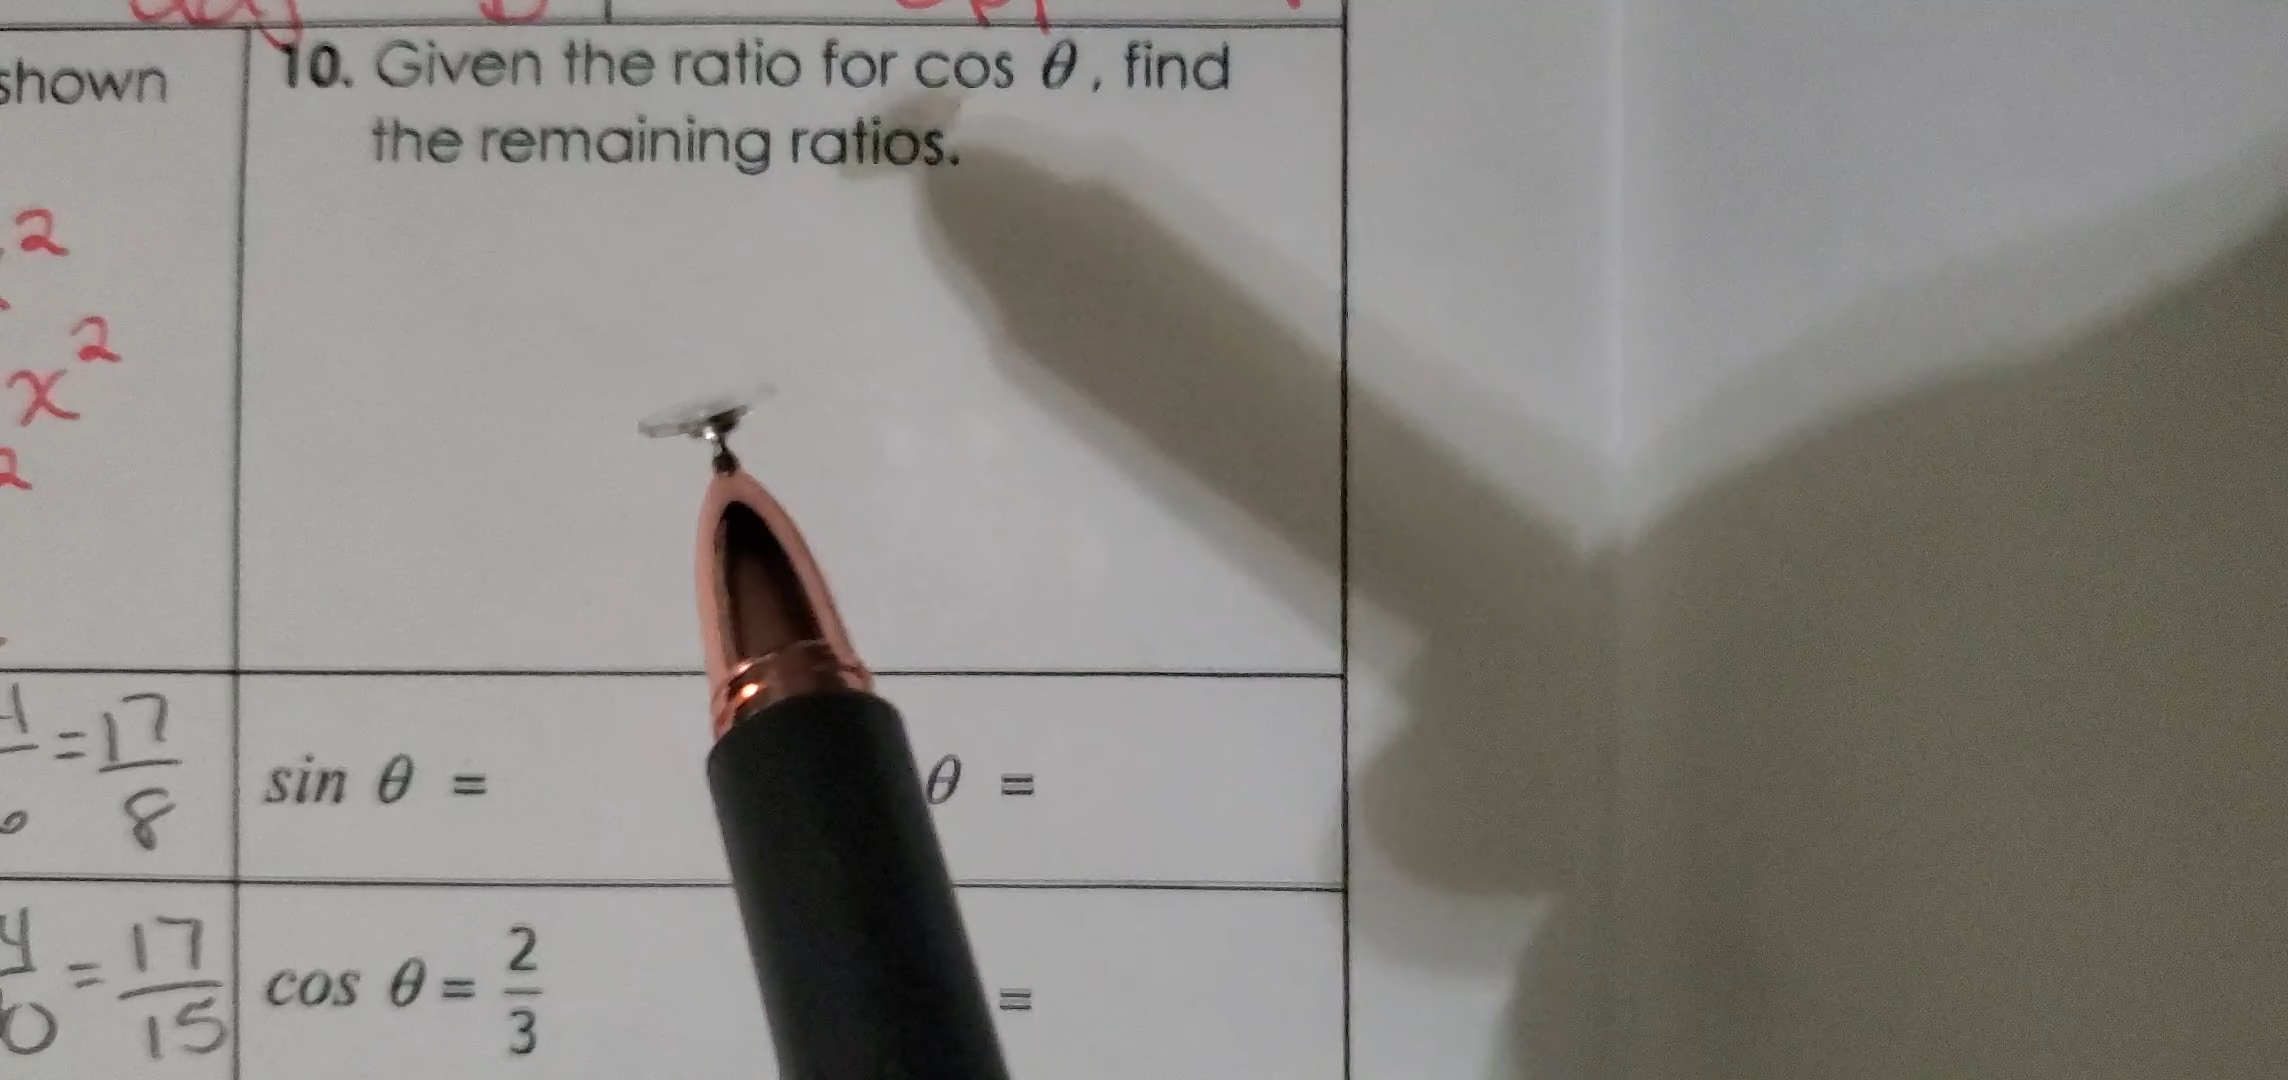 shown
10. Given the ratio for cos θ, find
the remaining ratios.
2
x²
2
= 17/8
sin θ =
θ =
= 17/15
cos θ = 2/3
=